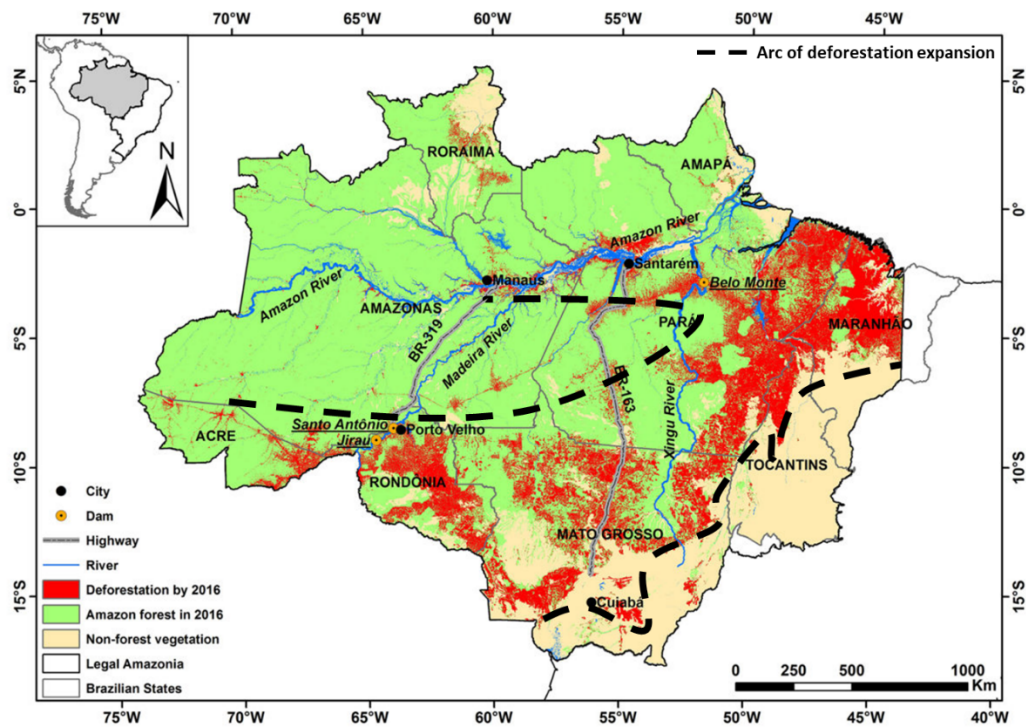 75°W 70°W 65°W 60°W 55°W 50°W 45°W
Arc of deforestation expansion
5°N 5°N
N
RORAIMA
AMAPÁ
0° 0°
Amazon River
Santarém
Manaus
Belo Monte
Amazon River
AMAZONAS
PARÁ
MARANHÃO
BR-319
Madeira River
5°S 5°S
BR-163
Xingu River
Santo Antônio
Jirau
Porto Velho
ACRE
TOCANTINS
10°S 10°S
RONDÔNIA
City
Dam
MATO GROSSO
Highway
River
Deforestation by 2016
15°S 15°S
Cuiabá
Amazon forest in 2016
Non-forest vegetation
Legal Amazonia
0 250 500 1000
Km
Brazilian States
75°W 70°W 65°W 60°W 55°W 50°W 45°W 40°W